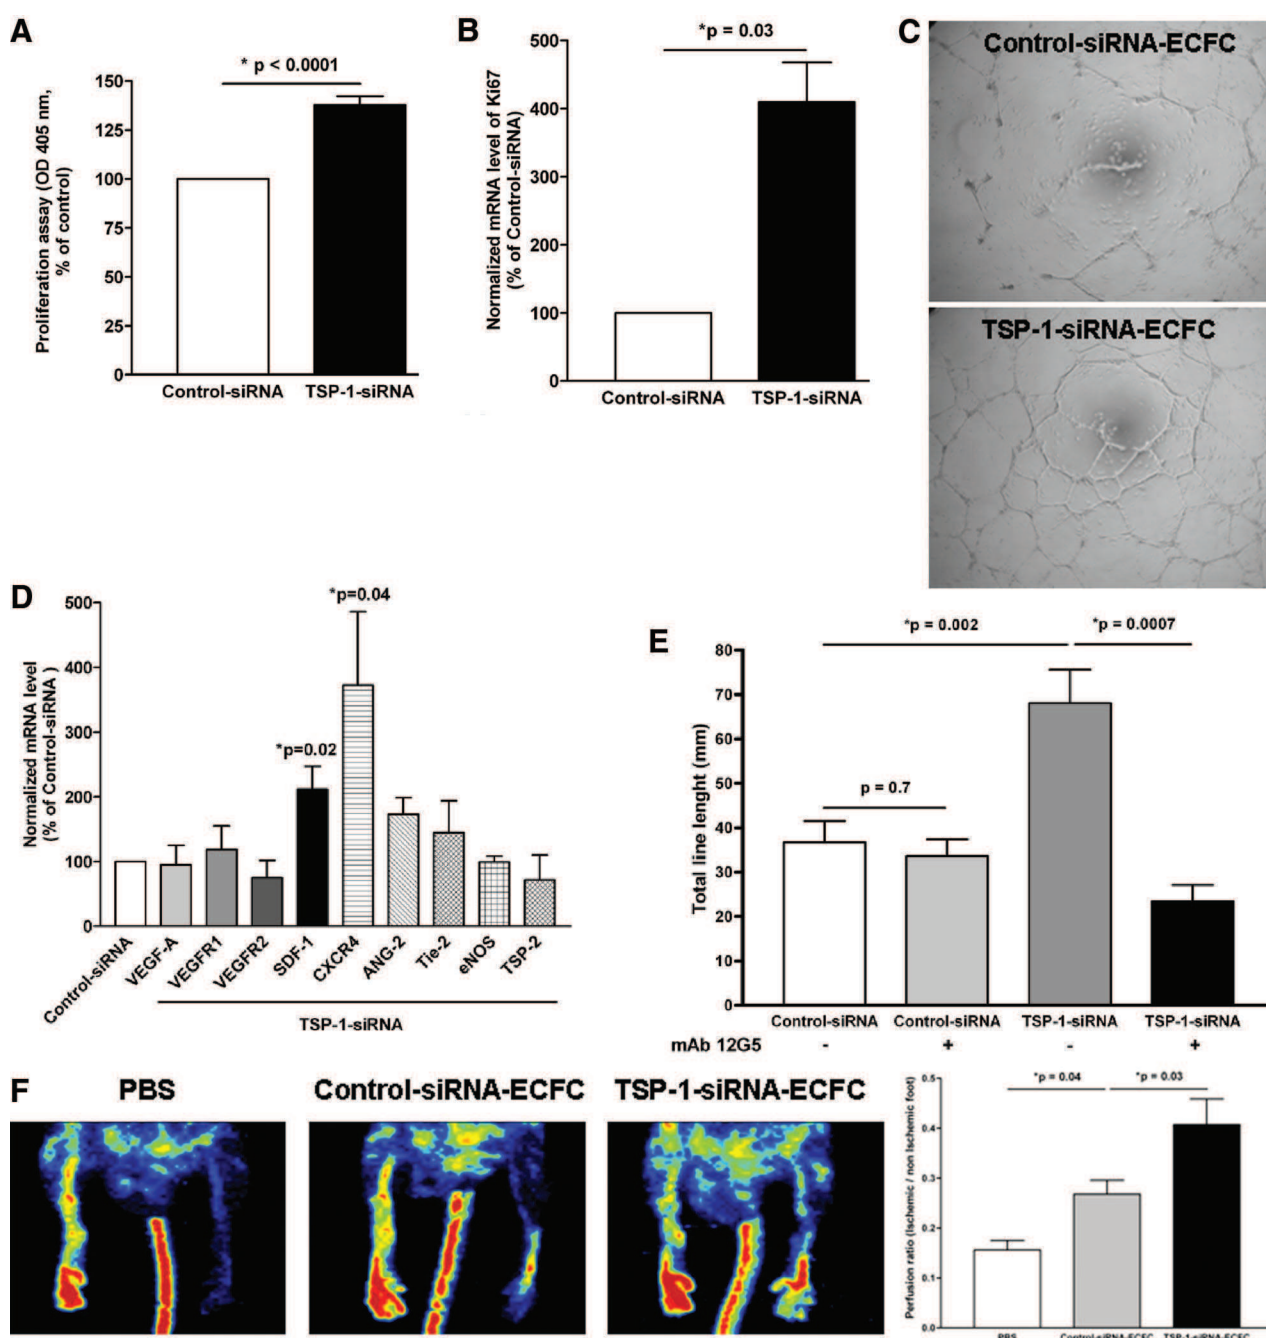 A
* p < 0.0001
Proliferation assay (OD 405 nm,
% of control)
150
125
100
75
50
25
0
Control-siRNA
TSP-1-siRNA
B
*p = 0.03
Normalized mRNA level of Ki67
(% of Control-siRNA)
500
400
300
200
100
0
Control-siRNA
TSP-1-siRNA
C
Control-siRNA-ECFC
TSP-1-siRNA-ECFC
D
*p=0.04
*p=0.02
Normalized mRNA level
(% of Control-siRNA )
500
400
300
200
100
0
Control-siRNA
VEGF-A
VEGFR1
VEGFR2
SDF-1
CXCR4
ANG-2
Tie-2
eNOS
TSP-2
TSP-1-siRNA
E
*p = 0.002
*p = 0.0007
p = 0.7
Total line lenght (mm)
80
70
60
50
40
30
20
10
0
Control-siRNA
Control-siRNA
TSP-1-siRNA
TSP-1-siRNA
mAb 12G5 - + - +
F
PBS
Control-siRNA-ECFC
TSP-1-siRNA-ECFC
*p = 0.04
*p = 0.03
Perfusion ratio (Ischemic / non Ischemic foot)
0.5
0.4
0.3
0.2
0.1
0.0
PBS
Control-siRNA-ECFC
TSP-1-siRNA-ECFC